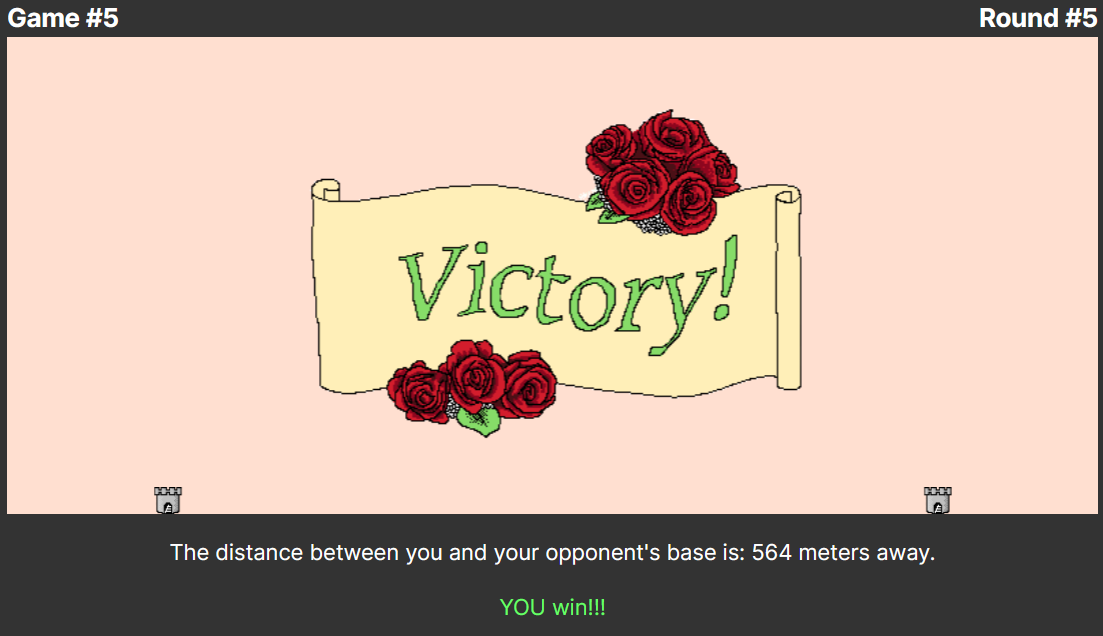 Game #5
Round #5
Victory!
The distance between you and your opponent's base is: 564 meters away.
YOU win!!!